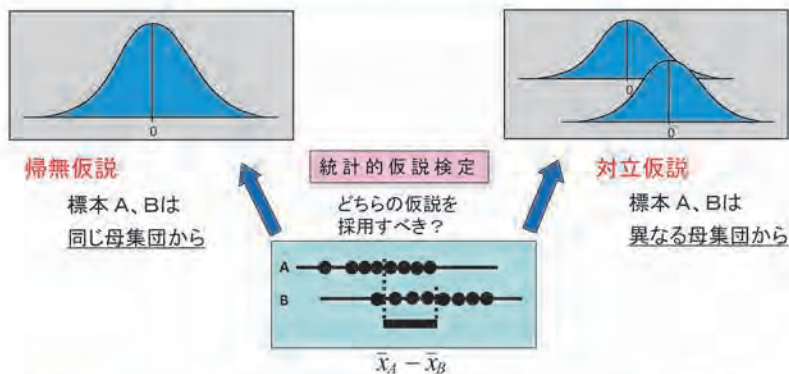 0
0
0
帰無仮説
標本 A、Bは
同じ母集団から
統計的仮説検定
どちらの仮説を
採用すべき？
対立仮説
標本 A、Bは
異なる母集団から
A
B
x̄_A − x̄_B